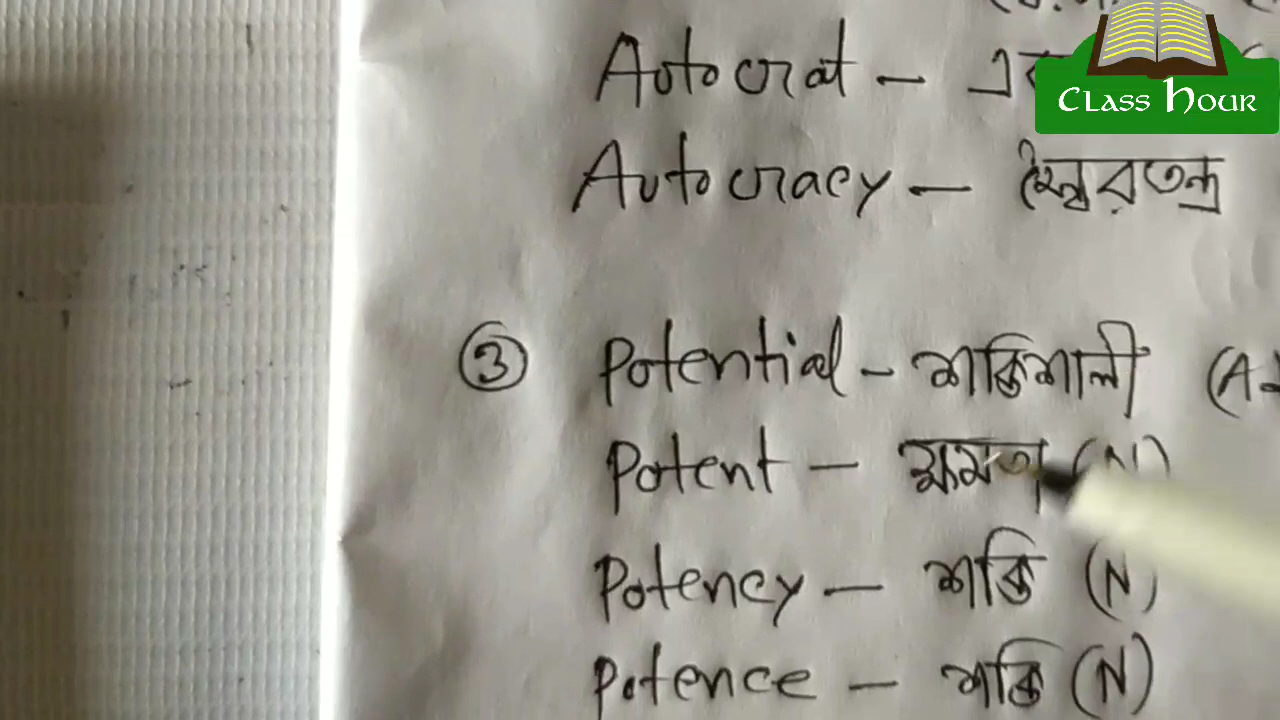 Autocrat –
CLASS HOUR
Autocracy – স্বৈরতন্ত্র
③ Potential – শক্তিশালী (A
Potent – ক্ষমতা (N)
Potency – শক্তি (N)
Potence – শক্তি (N)